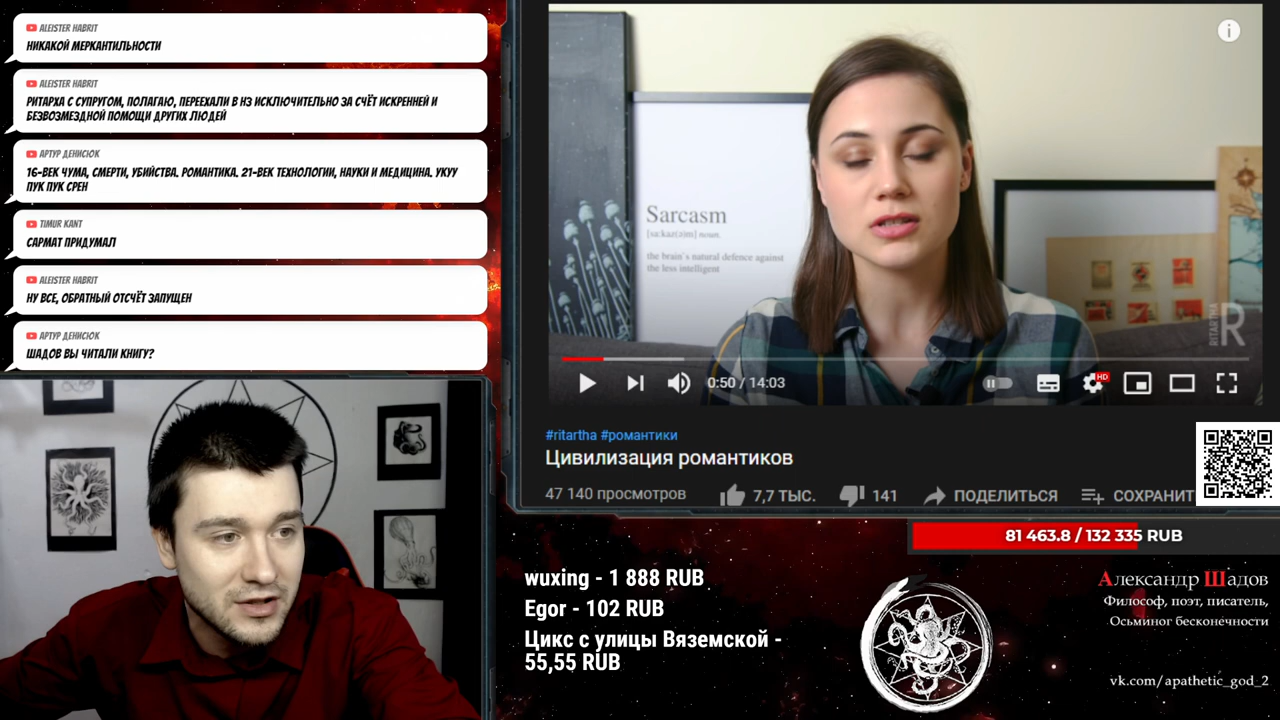 ALEISTER HABRIT
НИКАКОЙ МЕРКАНТИЛЬНОСТИ
ALEISTER HABRIT
РИТАРХА С СУПРУГОМ, ПОЛАГАЮ, ПЕРЕЕХАЛИ В НЗ ИСКЛЮЧИТЕЛЬНО ЗА СЧЁТ ИСКРЕННЕЙ И
БЕЗВОЗМЕЗДНОЙ ПОМОЩИ ДРУГИХ ЛЮДЕЙ
АРТУР ДЕНИСЮК
16-ВЕК ЧУМА, СМЕРТИ, УБИЙСТВА. РОМАНТИКА. 21-ВЕК ТЕХНОЛОГИИ, НАУКИ И МЕДИЦИНА. УКУУ
ПУК ПУК СРЕН
TIMUR KANT
САРМАТ ПРИДУМАЛ
ALEISTER HABRIT
НУ ВСЕ, ОБРАТНЫЙ ОТСЧЁТ ЗАПУЩЕН
АРТУР ДЕНИСЮК
ШАДОВ ВЫ ЧИТАЛИ КНИГУ?
Sarcasm
[sa:kaz(ə)m] noun.
the brain's natural defence against
the less intelligent
RITARTHA R
0:50 / 14:03
HD
#ritartha #романтики
Цивилизация романтиков
47 140 просмотров
7,7 ТЫС.
141
ПОДЕЛИТЬСЯ
СОХРАНИТ
81 463.8 / 132 335 RUB
wuxing - 1 888 RUB
Egor - 102 RUB
Цикс с улицы Вяземской -
55,55 RUB
Александр Шадов
Философ, поэт, писатель,
Осьминог бесконечности
vk.com/apathetic_god_2